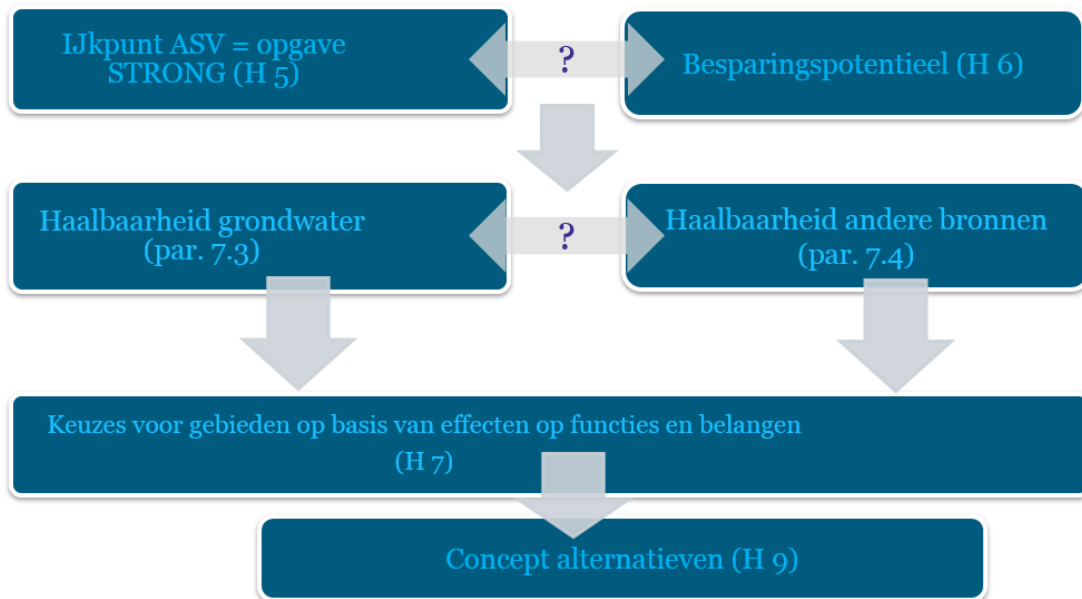 IJkpunt ASV = opgave
STRONG (H 5)
?
Besparingspotentieel (H 6)
Haalbaarheid grondwater
(par. 7.3)
?
Haalbaarheid andere bronnen
(par. 7.4)
Keuzes voor gebieden op basis van effecten op functies en belangen
(H 7)
Concept alternatieven (H 9)